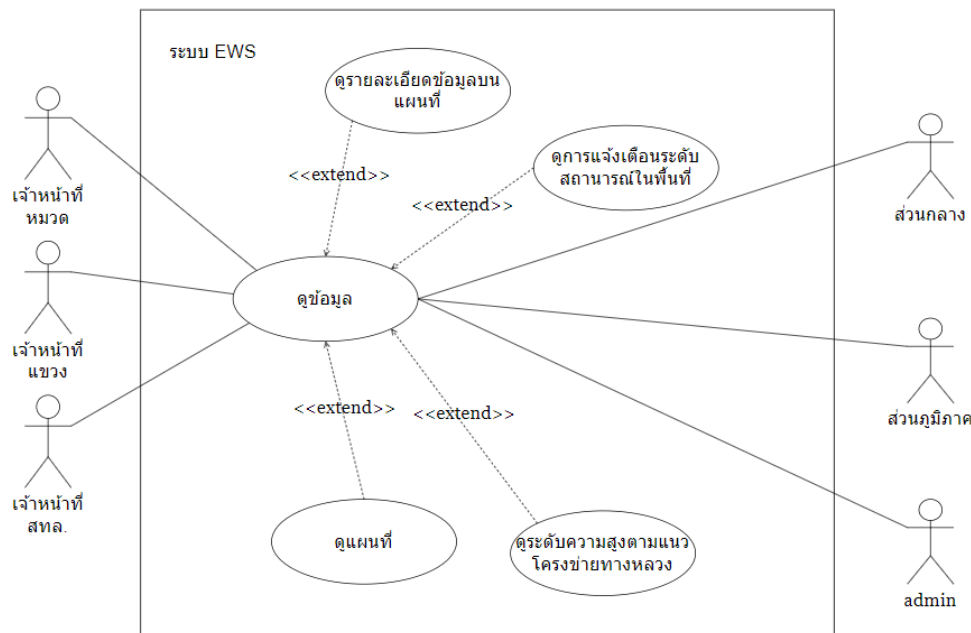 ระบบ EWS
ดูรายละเอียดข้อมูลบน
แผนที่
ดูการแจ้งเตือนระดับ
สถานารณ์ในพื้นที่
<<extend>>
<<extend>>
เจ้าหน้าที่
หมวด
ส่วนกลาง
ดูข้อมูล
เจ้าหน้าที่
แขวง
ส่วนภูมิภาค
<<extend>>
<<extend>>
เจ้าหน้าที่
สทล.
ดูแผนที่
ดูระดับความสูงตามแนว
โครงข่ายทางหลวง
admin